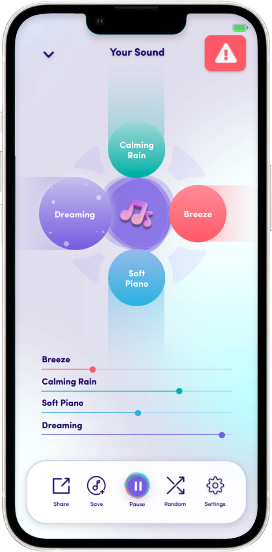 Your Sound
Calming
Rain
Dreaming
Breeze
Soft
Piano
Breeze
Calming Rain
Soft Piano
Dreaming
Share
Save
Pause
Random
Settings